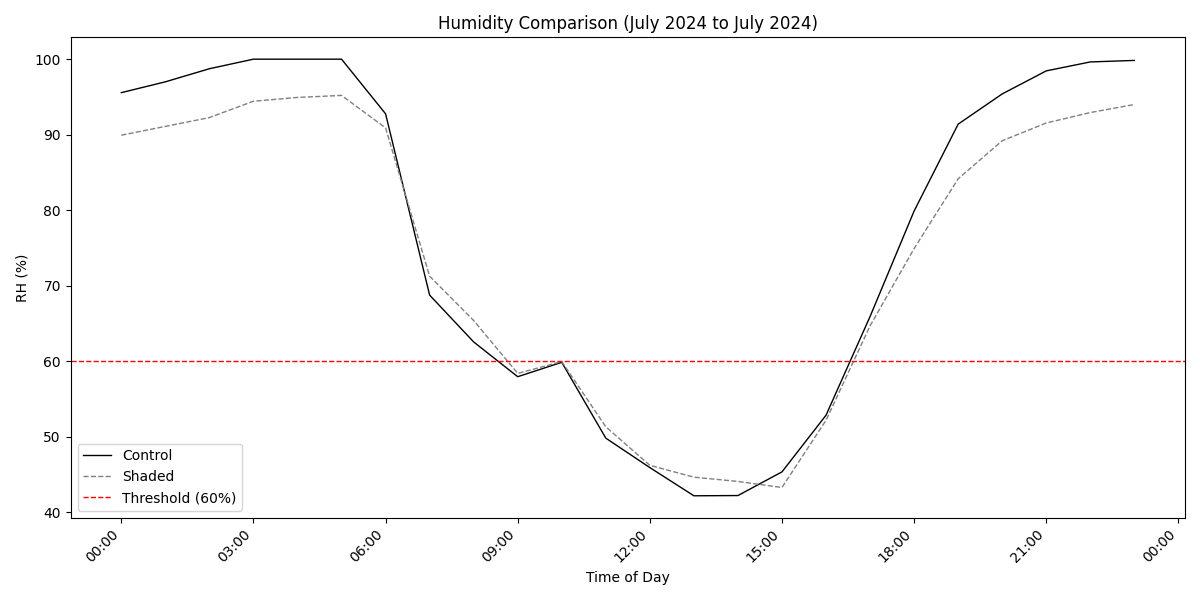 Humidity Comparison (July 2024 to July 2024)
100
90
80
70
60
50
40
RH (%)
Control
Shaded
Threshold (60%)
00:00
03:00
06:00
09:00
12:00
15:00
18:00
21:00
00:00
Time of Day